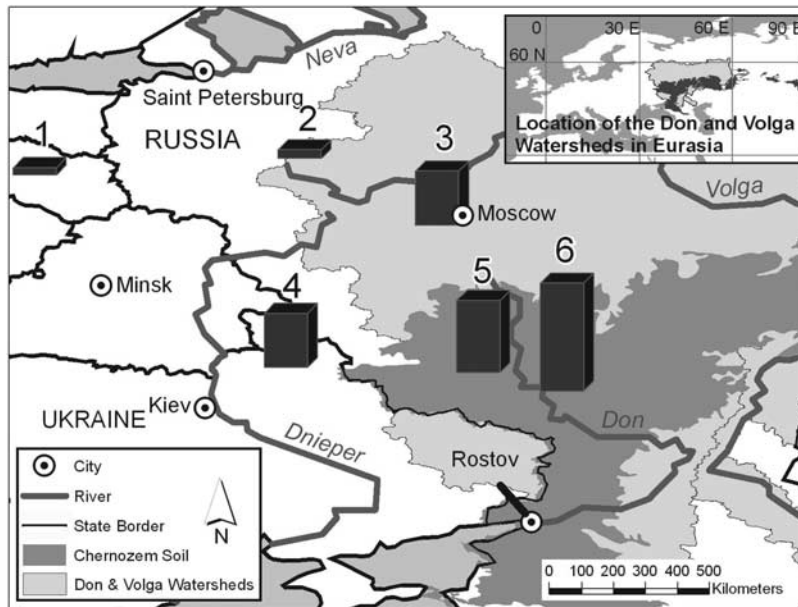 0 30 E 60 E 90 E
60 N
Location of the Don and Volga
Watersheds in Eurasia
Neva
Saint Petersburg
RUSSIA
1
2
3
Moscow
Volga
Minsk
4
5
6
UKRAINE
Kiev
Dnieper
Don
Rostov
City
River
State Border
Chernozem Soil
Don & Volga Watersheds
N
0 100 200 300 400 500
Kilometers